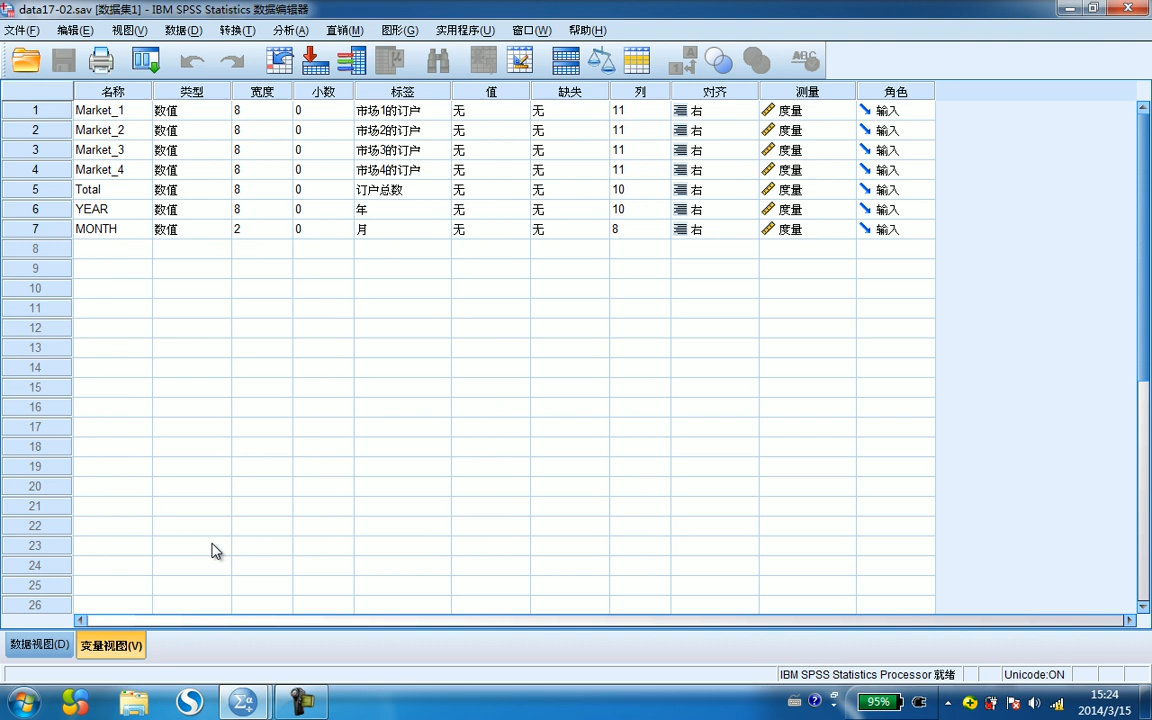 data17-02.sav [数据集1] - IBM SPSS Statistics 数据编辑器
文件(F) 编辑(E) 视图(V) 数据(D) 转换(T) 分析(A) 直销(M) 图形(G) 实用程序(U) 窗口(W) 帮助(H)
名称 类型 宽度 小数 标签 值 缺失 列 对齐 测量 角色
1 Market_1 数值 8 0 市场1的订户 无 无 11 右 度量 输入
2 Market_2 数值 8 0 市场2的订户 无 无 11 右 度量 输入
3 Market_3 数值 8 0 市场3的订户 无 无 11 右 度量 输入
4 Market_4 数值 8 0 市场4的订户 无 无 11 右 度量 输入
5 Total 数值 8 0 订户总数 无 无 10 右 度量 输入
6 YEAR 数值 8 0 年 无 无 10 右 度量 输入
7 MONTH 数值 2 0 月 无 无 8 右 度量 输入
8
9
10
11
12
13
14
15
16
17
18
19
20
21
22
23
24
25
26
数据视图(D) 变量视图(V)
IBM SPSS Statistics Processor 就绪 Unicode:ON
95% 15:24
2014/3/15